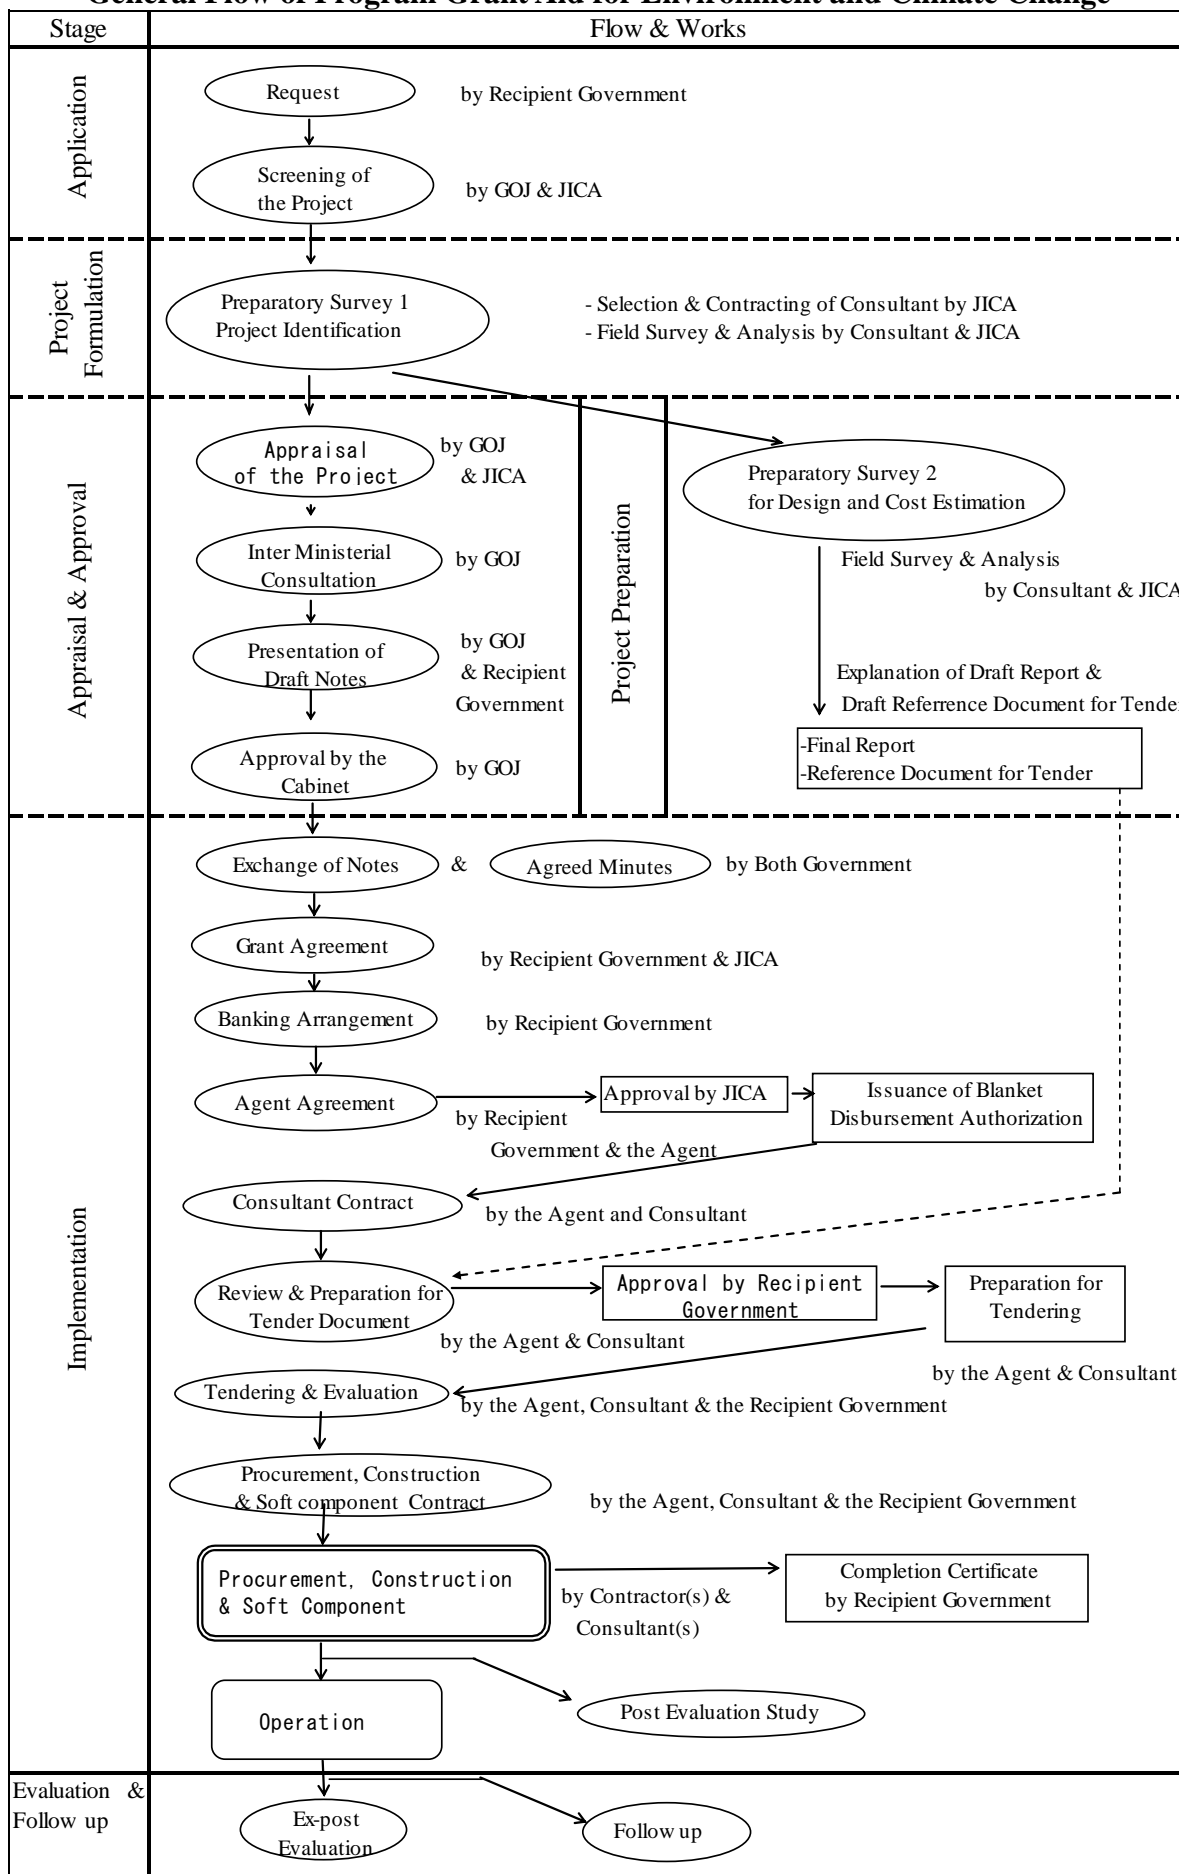 General Flow of Program Grant Aid for Environment and Climate Change
Stage
Flow & Works
Application
Request
by Recipient Government
Screening of
the Project
by GOJ & JICA
Project
Formulation
Preparatory Survey 1
Project Identification
- Selection & Contracting of Consultant by JICA
- Field Survey & Analysis by Consultant & JICA
Appraisal & Approval
Appraisal
of the Project
by GOJ
& JICA
Inter Ministerial
Consultation
by GOJ
Presentation of
Draft Notes
by GOJ
& Recipient
Government
Approval by the
Cabinet
by GOJ
Project Preparation
Preparatory Survey 2
for Design and Cost Estimation
Field Survey & Analysis
by Consultant & JICA
Explanation of Draft Report &
Draft Referrence Document for Tender
-Final Report
-Reference Document for Tender
Implementation
Exchange of Notes
&
Agreed Minutes
by Both Government
Grant Agreement
by Recipient Government & JICA
Banking Arrangement
by Recipient Government
Agent Agreement
by Recipient
Government & the Agent
Approval by JICA
Issuance of Blanket
Disbursement Authorization
Consultant Contract
by the Agent and Consultant
Review & Preparation for
Tender Document
by the Agent & Consultant
Approval by Recipient
Government
Preparation for
Tendering
by the Agent & Consultant
Tendering & Evaluation
by the Agent, Consultant & the Recipient Government
Procurement, Construction
& Soft component Contract
by the Agent, Consultant & the Recipient Government
Procurement, Construction
& Soft Component
by Contractor(s) &
Consultant(s)
Completion Certificate
by Recipient Government
Operation
Post Evaluation Study
Evaluation &
Follow up
Ex-post
Evaluation
Follow up